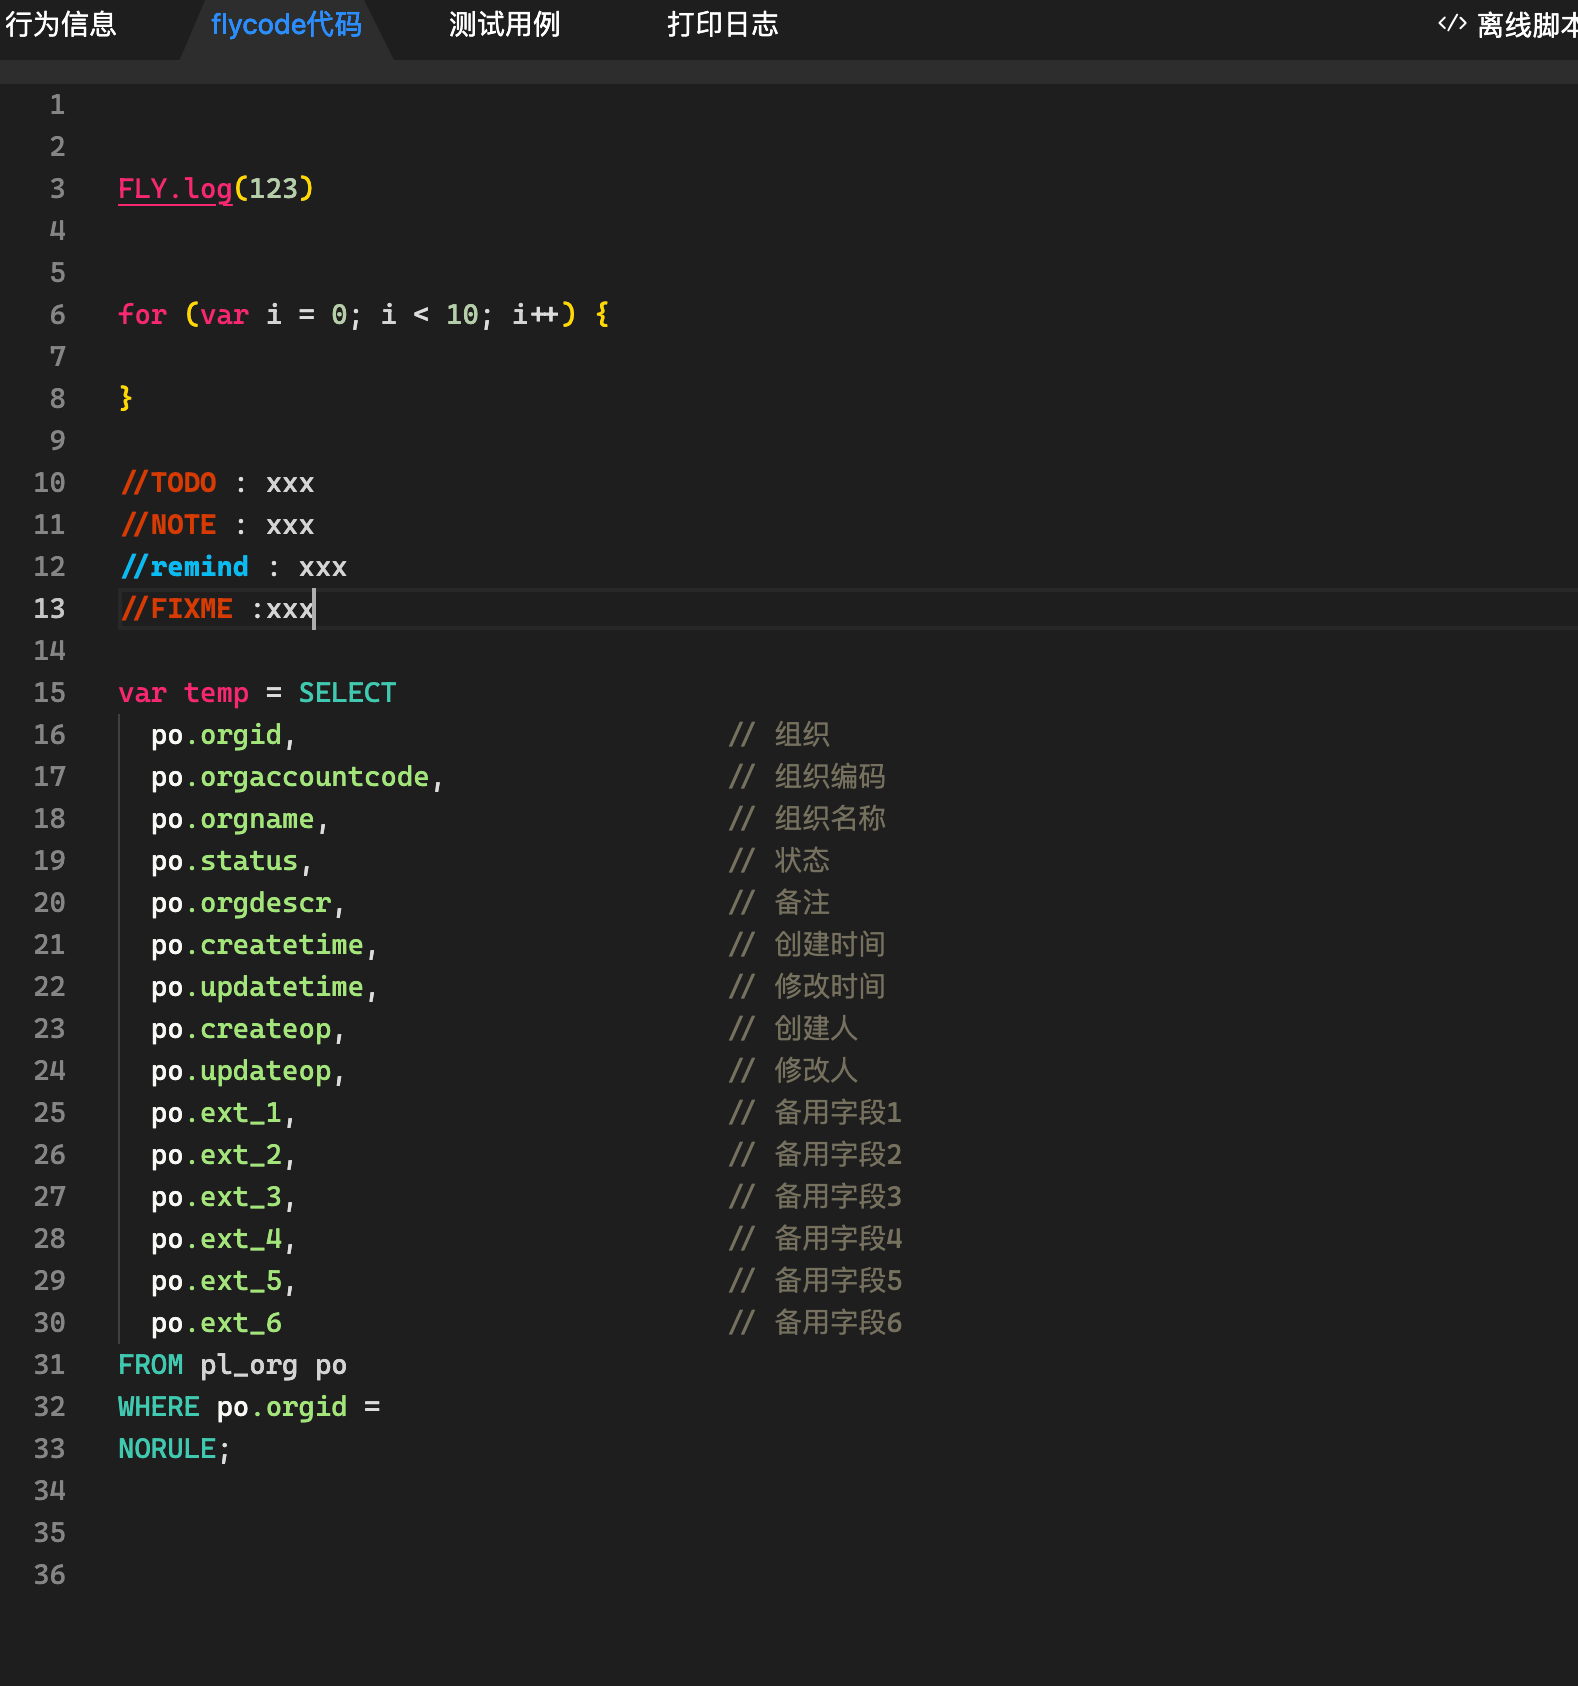 行为信息 flycode代码 测试用例 打印日志 </> 离线脚本
1
2
3 FLY.log(123)
4
5
6 for (var i = 0; i < 10; i++) {
7
8 }
9
10 //TODO : xxx
11 //NOTE : xxx
12 //remind : xxx
13 //FIXME :xxx
14
15 var temp = SELECT
16 po.orgid, // 组织
17 po.orgaccountcode, // 组织编码
18 po.orgname, // 组织名称
19 po.status, // 状态
20 po.orgdescr, // 备注
21 po.createtime, // 创建时间
22 po.updatetime, // 修改时间
23 po.createop, // 创建人
24 po.updateop, // 修改人
25 po.ext_1, // 备用字段1
26 po.ext_2, // 备用字段2
27 po.ext_3, // 备用字段3
28 po.ext_4, // 备用字段4
29 po.ext_5, // 备用字段5
30 po.ext_6 // 备用字段6
31 FROM pl_org po
32 WHERE po.orgid =
33 NORULE;
34
35
36